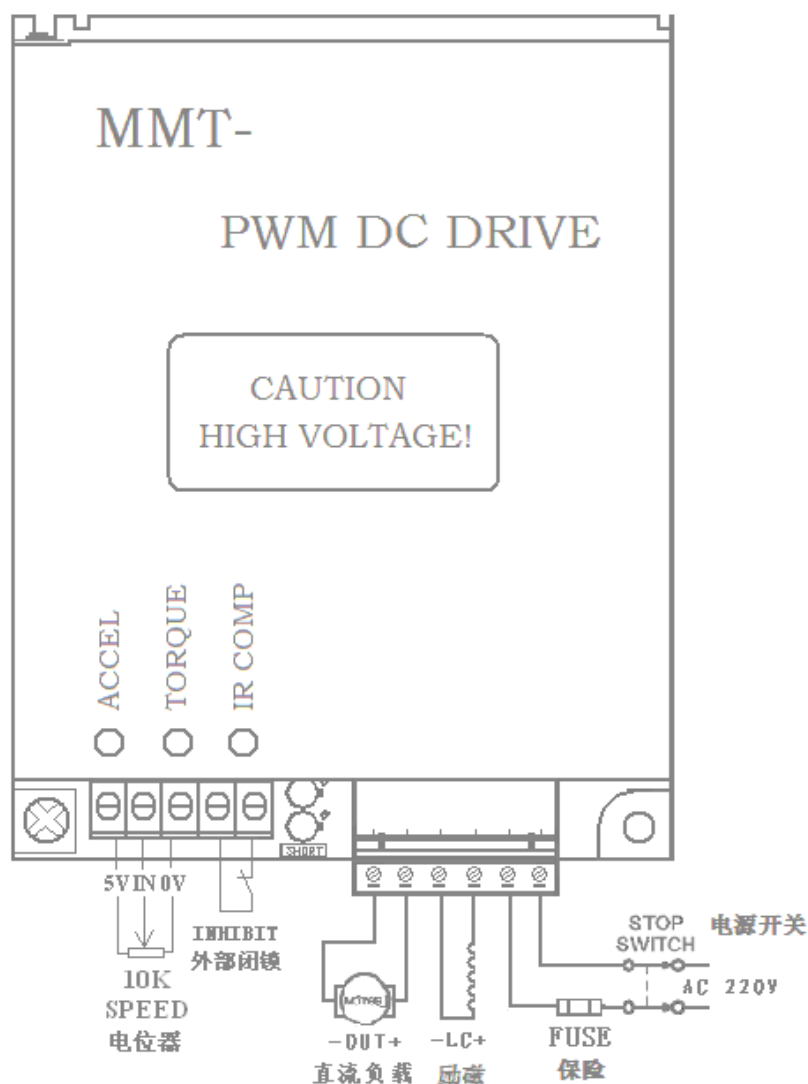 MMT-
PWM DC DRIVE
CAUTION
HIGH VOLTAGE!
ACCEL
TORQUE
IR COMP
SHORT
5V IN 0V
10K
SPEED
电位器
INHIBIT
外部闭锁
MOTOR
-OUT+
直流负载
-LC+
励磁
FUSE
保险
STOP
SWITCH
电源开关
AC 220V